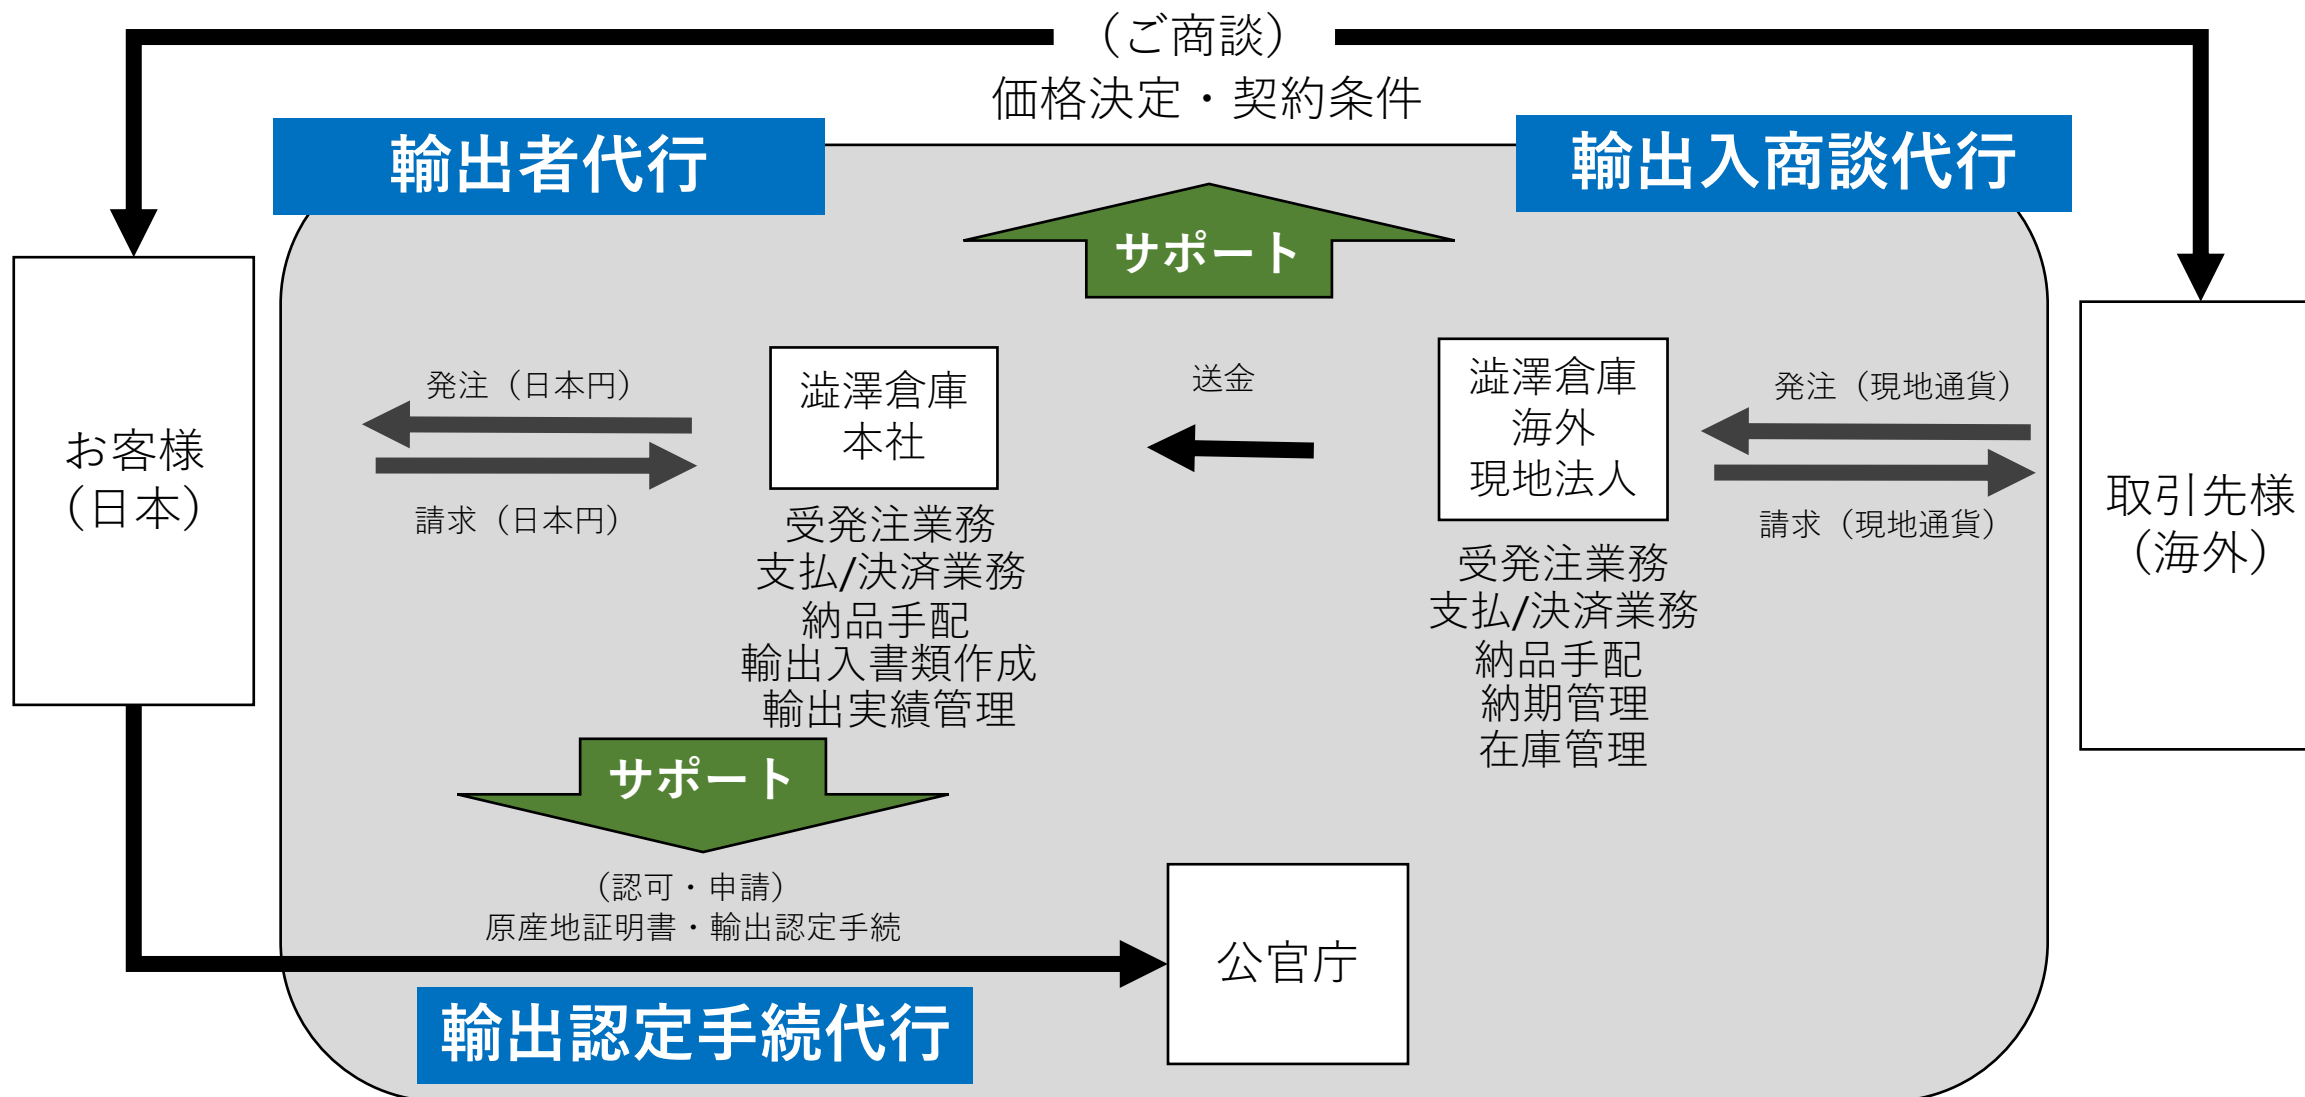 （ご商談）
価格決定・契約条件
輸出者代行
輸出入商談代行
サポート
お客様
（日本）
発注（日本円）
請求（日本円）
澁澤倉庫
本社
受発注業務
支払/決済業務
納品手配
輸出入書類作成
輸出実績管理
送金
澁澤倉庫
海外
現地法人
受発注業務
支払/決済業務
納品手配
納期管理
在庫管理
発注（現地通貨）
請求（現地通貨）
取引先様
（海外）
サポート
（認可・申請）
原産地証明書・輸出認定手続
公官庁
輸出認定手続代行